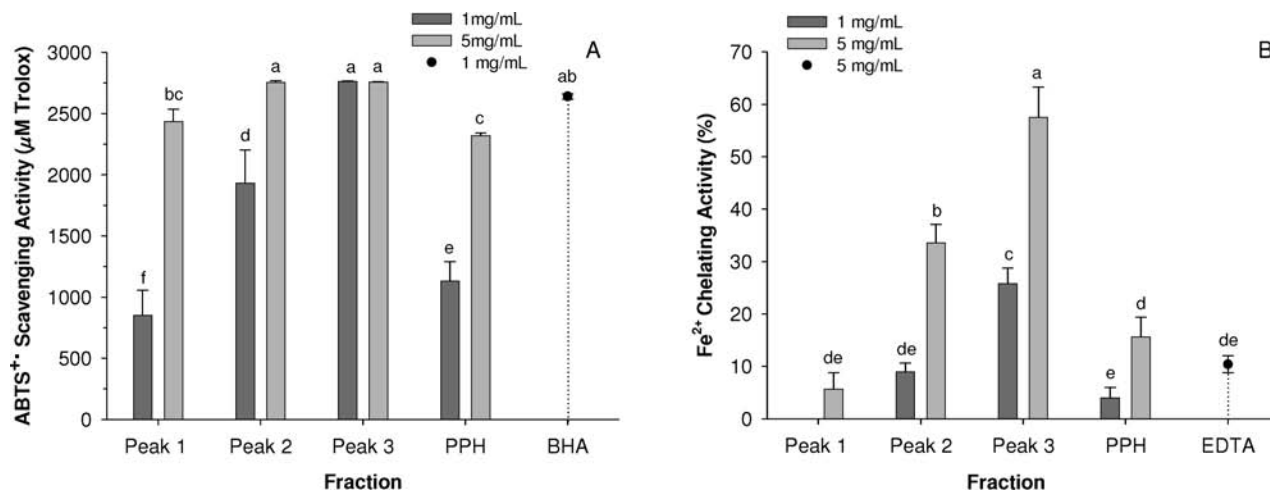 1mg/mL
5mg/mL
1 mg/mL
A
ABTS⁺• Scavenging Activity (μM Trolox)
3000
2500
2000
1500
1000
500
0
f
bc
d
a
a
a
e
c
ab
Peak 1
Peak 2
Peak 3
PPH
BHA
Fraction
1 mg/mL
5 mg/mL
5 mg/mL
B
Fe²⁺ Chelating Activity (%)
70
60
50
40
30
20
10
0
de
de
b
c
a
e
d
de
Peak 1
Peak 2
Peak 3
PPH
EDTA
Fraction